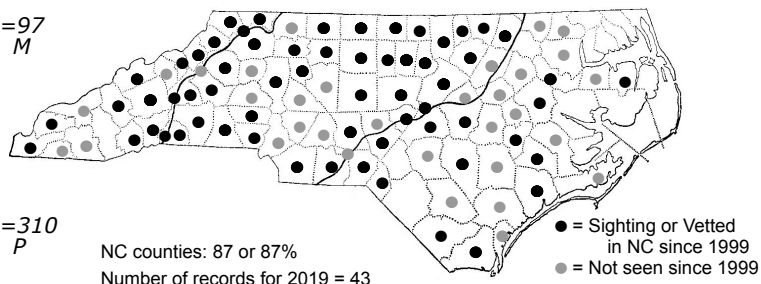 =97
M
=310
P
NC counties: 87 or 87%
Number of records for 2019 = 43
● = Sighting or Vetted
in NC since 1999
● = Not seen since 1999